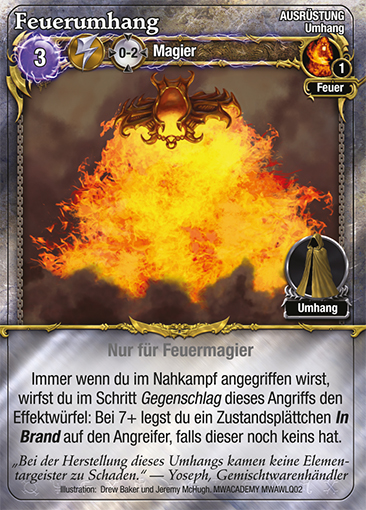 Feuerumhang
AUSRÜSTUNG
Umhang
3
0-2
Magier
1
Feuer
Umhang
Nur für Feuermagier
Immer wenn du im Nahkampf angegriffen wirst,
wirfst du im Schritt Gegenschlag dieses Angriffs den
Effektwürfel: Bei 7+ legst du ein Zustandsplättchen In
Brand auf den Angreifer, falls dieser noch keins hat.
„Bei der Herstellung dieses Umhangs kamen keine Elemen-
targeister zu Schaden.“ — Yoseph, Gemischtwarenhändler
Illustration: Drew Baker und Jeremy McHugh. MWACADEMY MWAWLQ02